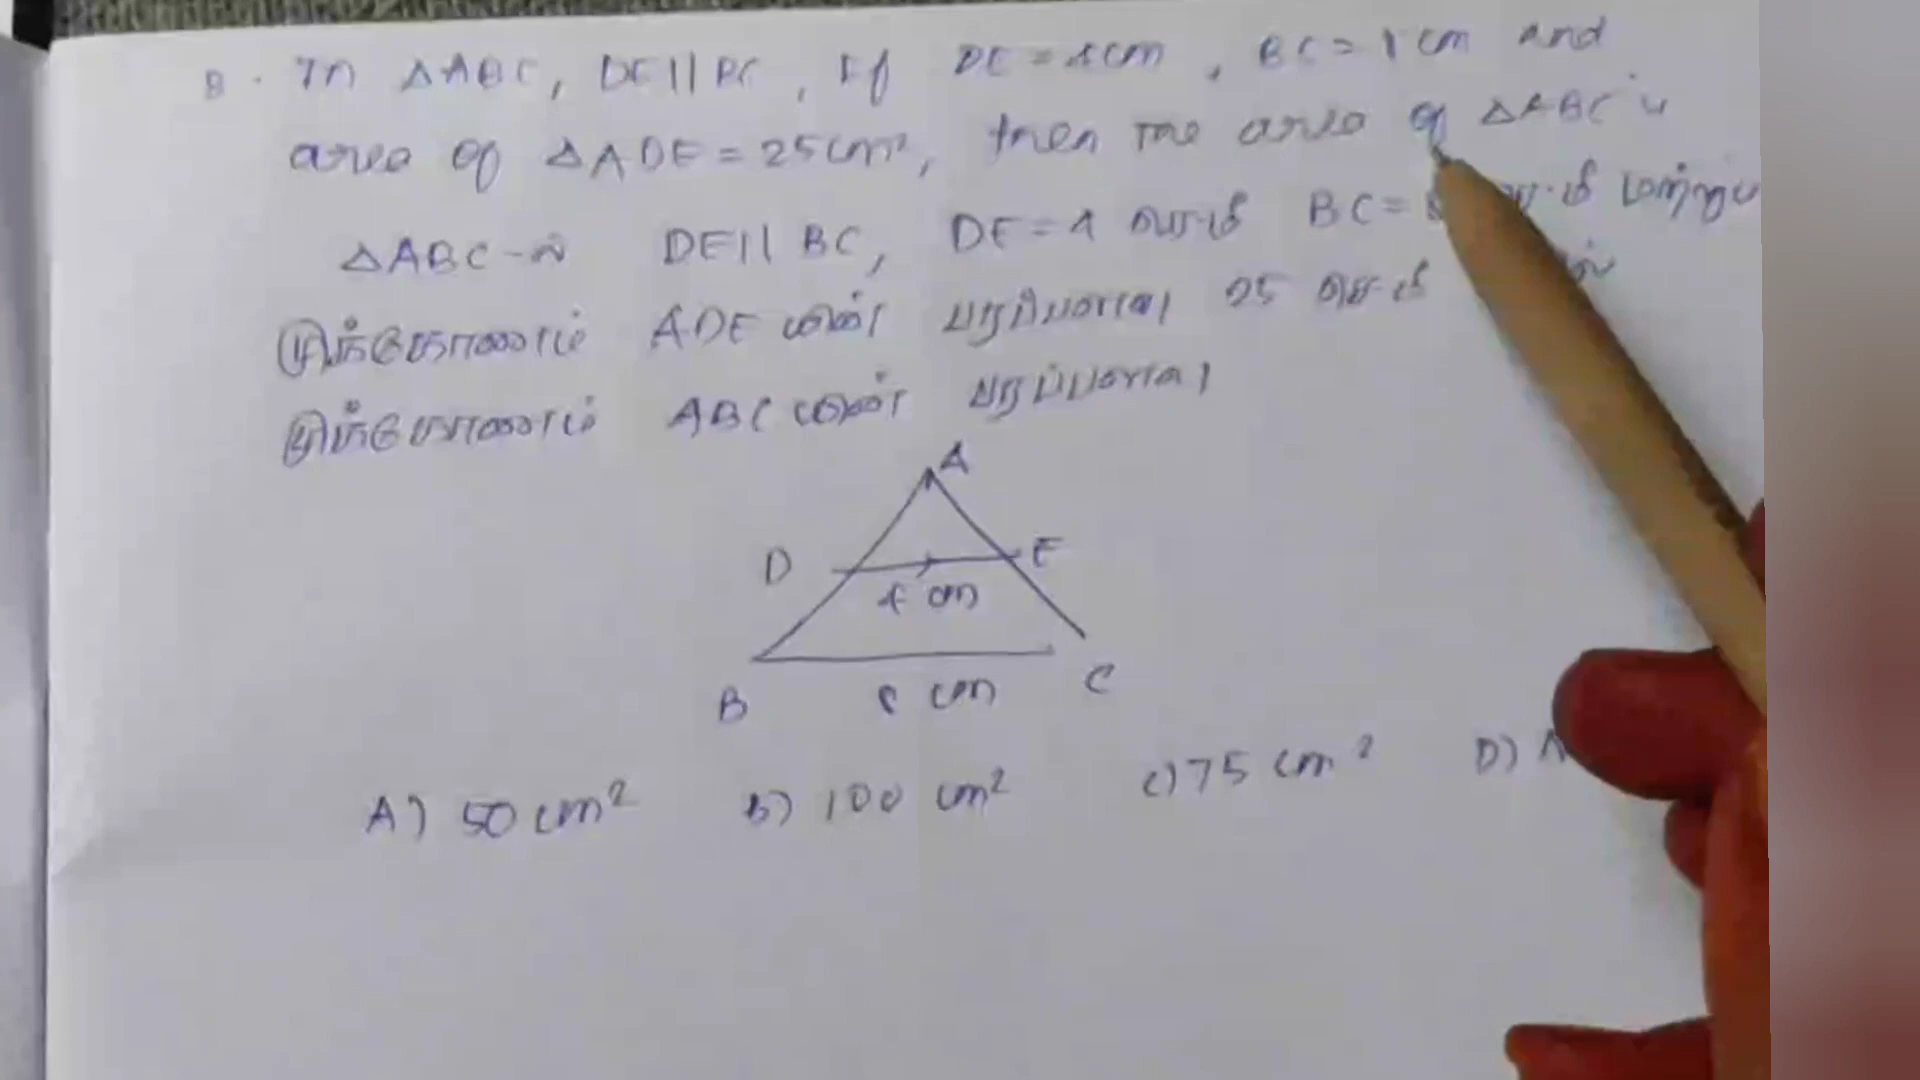 8. In ΔABC, DE||BC, If DE = 4cm, BC = 8 cm and
area of ΔADE = 25cm², then the area of ΔABC is
ΔABC-ல் DE||BC, DE=4 செ.மீ BC= செ.மீ மற்றும்
முக்கோணம் ADE யின் பரப்பளவு 25 செ.மீ
முக்கோணம் ABC யின் பரப்பளவு
A
D E
4 cm
B 8 cm C
A) 50 cm² b) 100 cm² c) 75 cm² D)